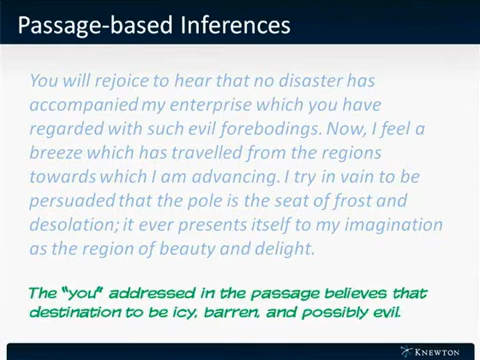 Passage-based Inferences
You will rejoice to hear that no disaster has
accompanied my enterprise which you have
regarded with such evil forebodings. Now, I feel a
breeze which has travelled from the regions
towards which I am advancing. I try in vain to be
persuaded that the pole is the seat of frost and
desolation; it ever presents itself to my imagination
as the region of beauty and delight.
The "you" addressed in the passage believes that
destination to be icy, barren, and possibly evil.
KNEWTON